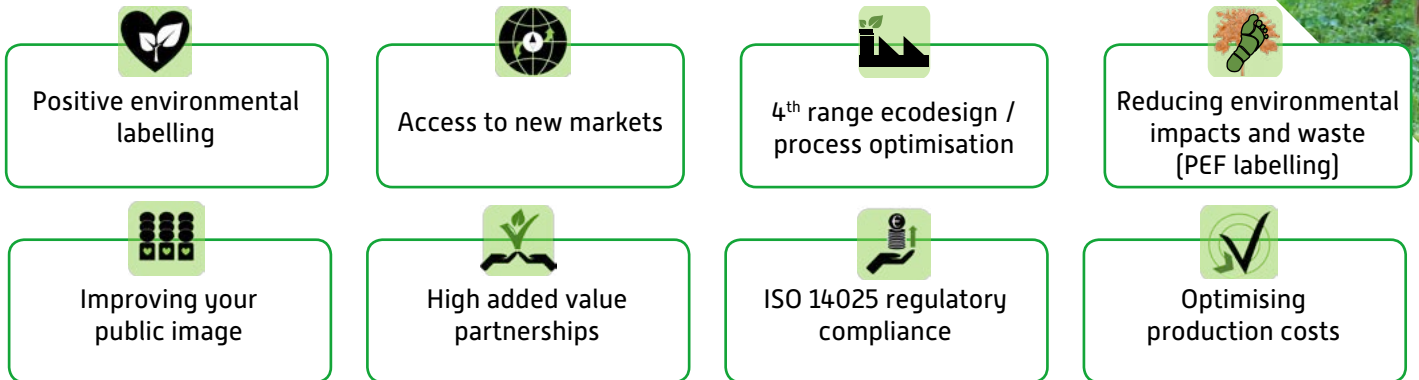 Positive environmental
labelling
Access to new markets
4th range ecodesign /
process optimisation
Reducing environmental
impacts and waste
(PEF labelling)
Improving your
public image
High added value
partnerships
ISO 14025 regulatory
compliance
Optimising
production costs